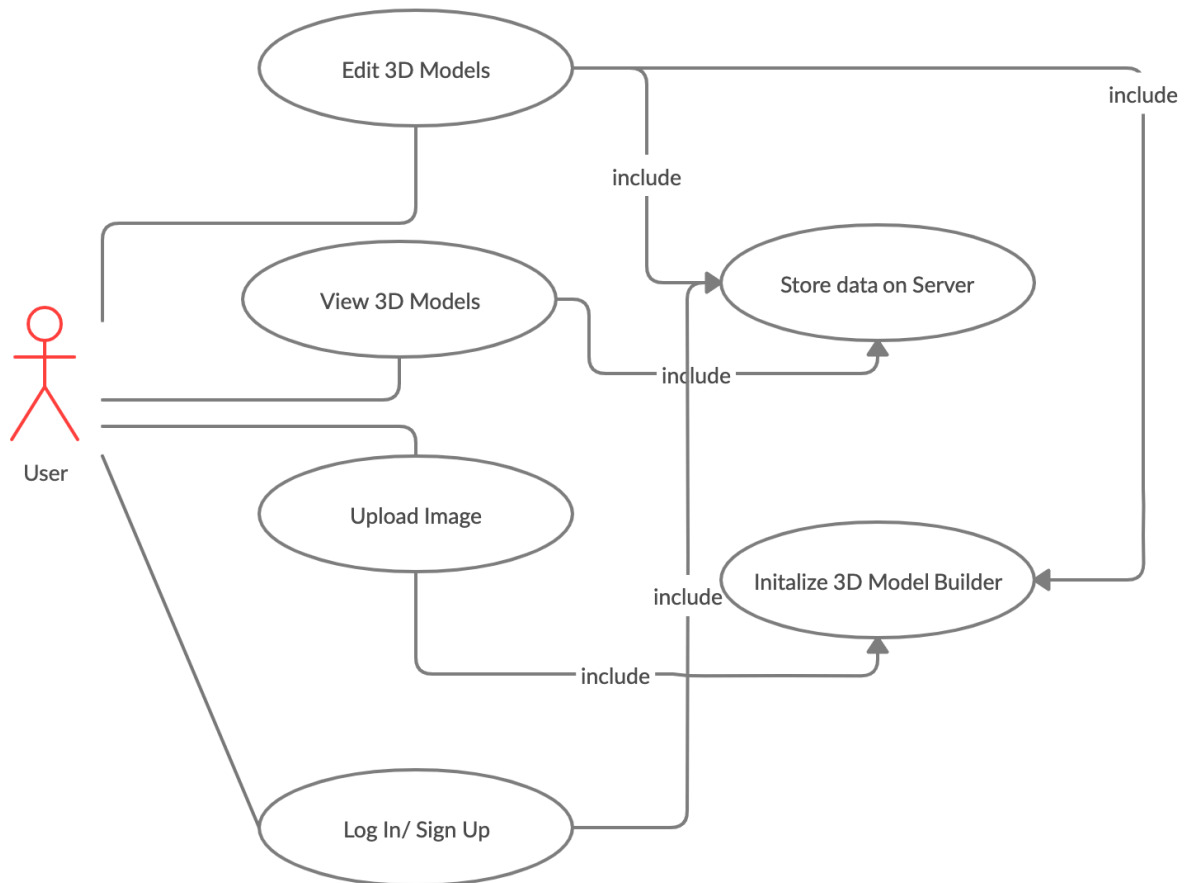 Edit 3D Models
include
include
Store data on Server
View 3D Models
include
User
Upload Image
Initalize 3D Model Builder
include
include
Log In/ Sign Up